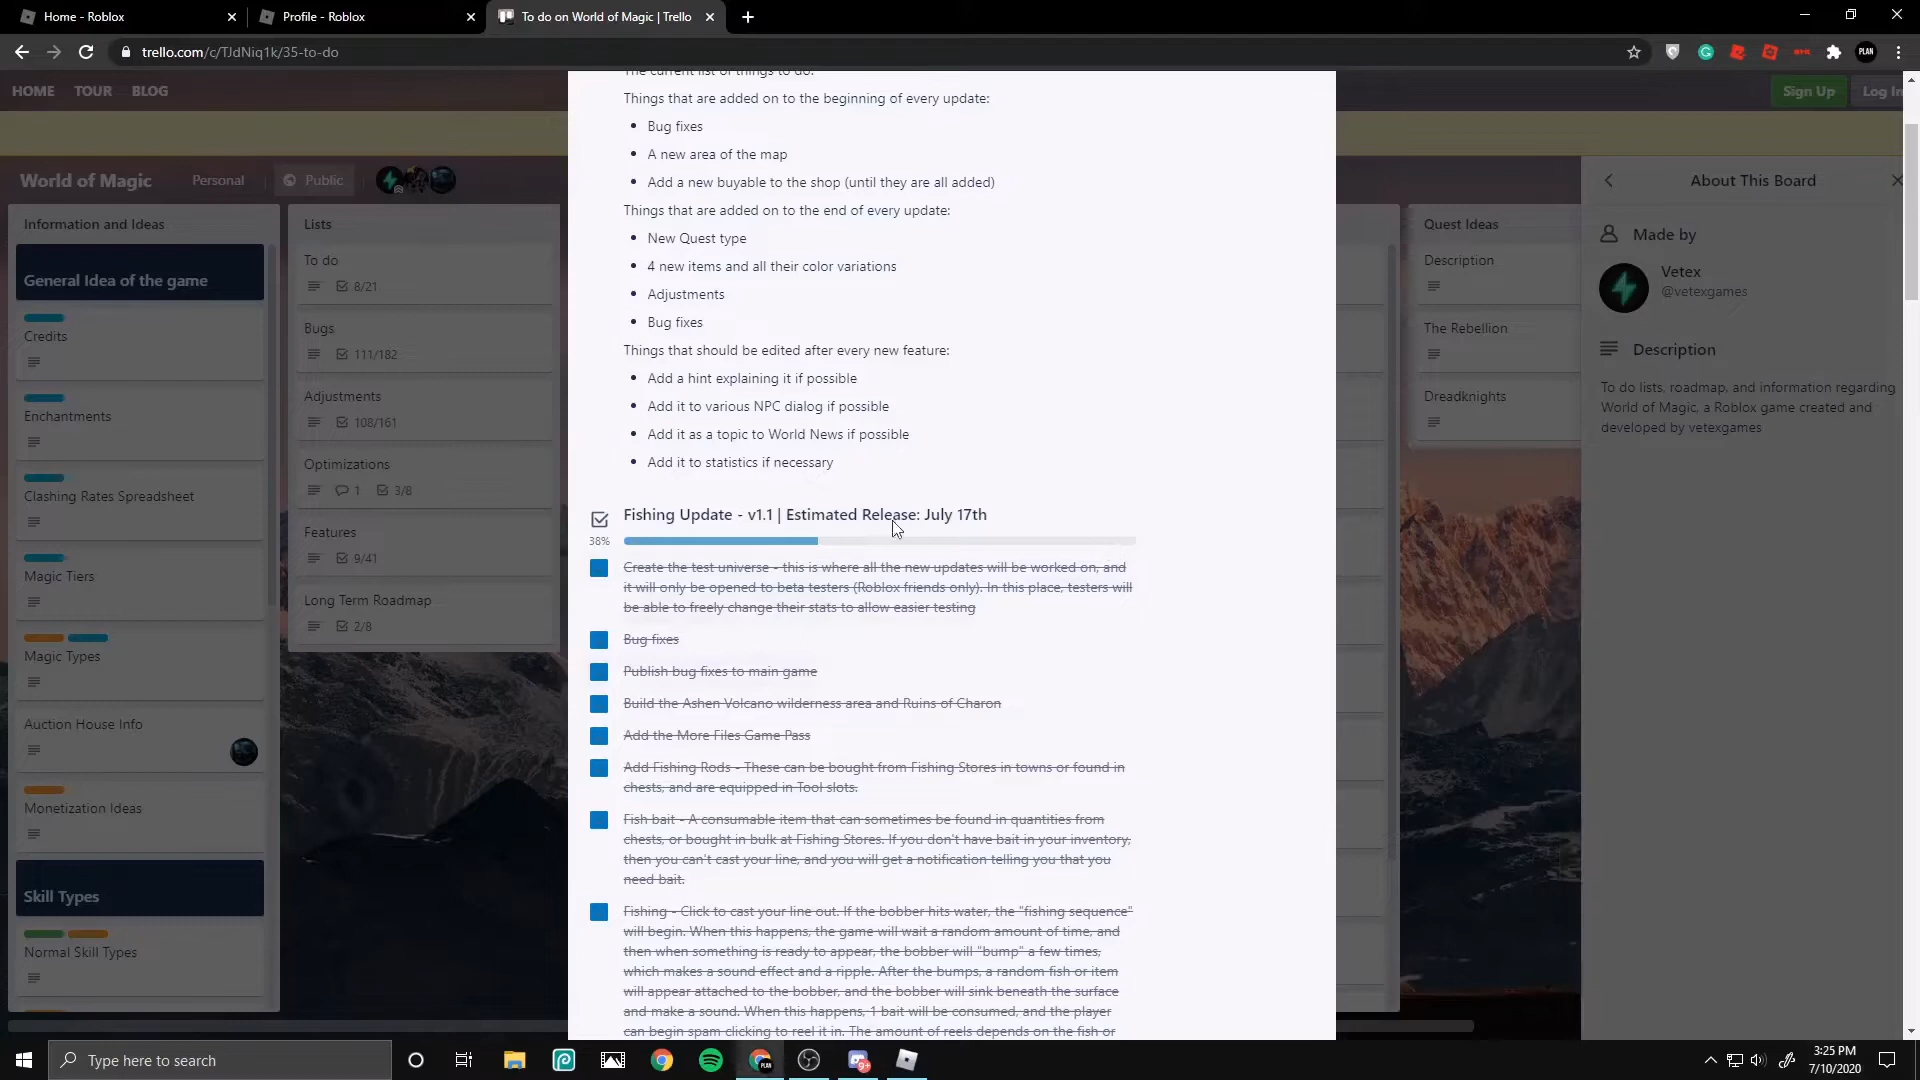 Home - Roblox
Profile - Roblox
To do on World of Magic | Trello
trello.com/c/TJdNiq1k/35-to-do
PLAN
HOME
TOUR
BLOG
Sign Up
Log In
World of Magic
Personal
Public
Information and Ideas
General Idea of the game
Credits
Enchantments
Clashing Rates Spreadsheet
Magic Tiers
Magic Types
Auction House Info
Monetization Ideas
Skill Types
Normal Skill Types
Lists
To do
8/21
Bugs
111/182
Adjustments
108/161
Optimizations
1
3/8
Features
9/41
Long Term Roadmap
2/8
The current list of things to do.
Things that are added on to the beginning of every update:
Bug fixes
A new area of the map
Add a new buyable to the shop (until they are all added)
Things that are added on to the end of every update:
New Quest type
4 new items and all their color variations
Adjustments
Bug fixes
Things that should be edited after every new feature:
Add a hint explaining it if possible
Add it to various NPC dialog if possible
Add it as a topic to World News if possible
Add it to statistics if necessary
Fishing Update - v1.1 | Estimated Release: July 17th
38%
Create the test universe - this is where all the new updates will be worked on, and
it will only be opened to beta testers (Roblox friends only). In this place, testers will
be able to freely change their stats to allow easier testing
Bug fixes
Publish bug fixes to main game
Build the Ashen Volcano wilderness area and Ruins of Charon
Add the More Files Game Pass
Add Fishing Rods - These can be bought from Fishing Stores in towns or found in
chests, and are equipped in Tool slots.
Fish bait - A consumable item that can sometimes be found in quantities from
chests, or bought in bulk at Fishing Stores. If you don't have bait in your inventory,
then you can't cast your line, and you will get a notification telling you that you
need bait.
Fishing - Click to cast your line out. If the bobber hits water, the "fishing sequence"
will begin. When this happens, the game will wait a random amount of time, and
then when something is ready to appear, the bobber will "bump" a few times,
which makes a sound effect and a ripple. After the bumps, a random fish or item
will appear attached to the bobber, and the bobber will sink beneath the surface
and make a sound. When this happens, 1 bait will be consumed, and the player
can begin spam clicking to reel it in. The amount of reels depends on the fish or
Quest Ideas
Description
The Rebellion
Dreadknights
About This Board
Made by
Vetex
@vetexgames
Description
To do lists, roadmap, and information regarding
World of Magic, a Roblox game created and
developed by vetexgames
Type here to search
3:25 PM
7/10/2020